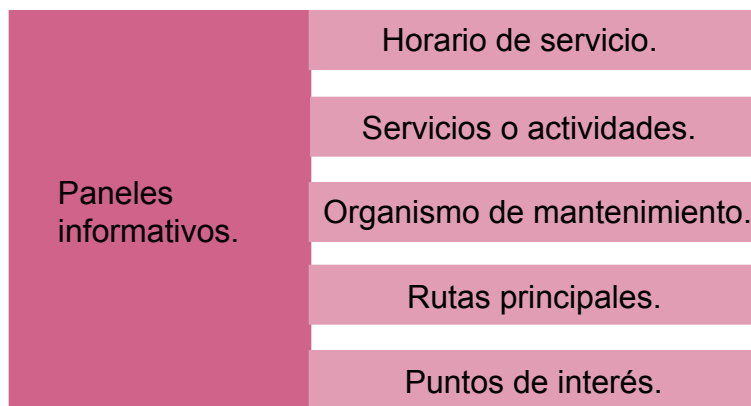 Paneles
informativos.
Horario de servicio.
Servicios o actividades.
Organismo de mantenimiento.
Rutas principales.
Puntos de interés.